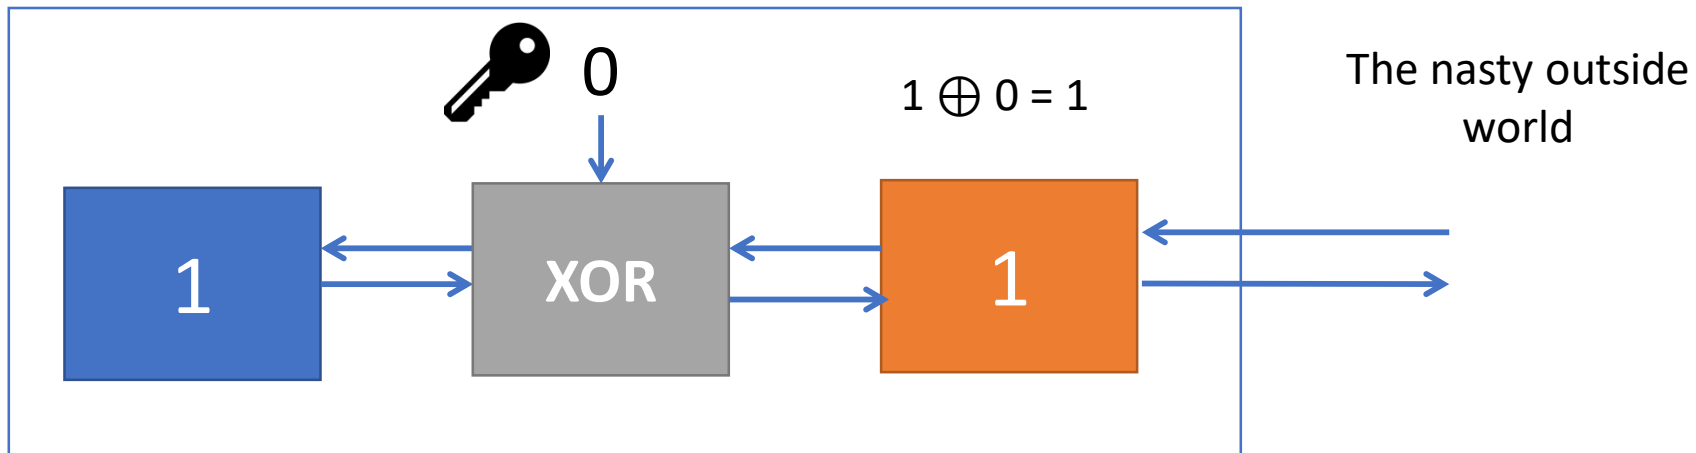 0
1 ⊕ 0 = 1
The nasty outside
world
1
XOR
1